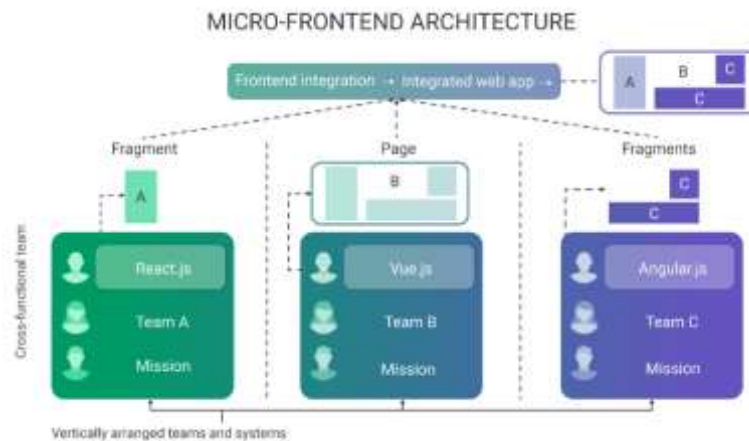 MICRO-FRONTEND ARCHITECTURE
Frontend integration → Integrated web app →
A
B
C
C
Fragment
Page
Fragments
A
B
C
C
Cross-functional team
React.js
Vue.js
Angular.js
Team A
Team B
Team C
Mission
Mission
Mission
Vertically arranged teams and systems